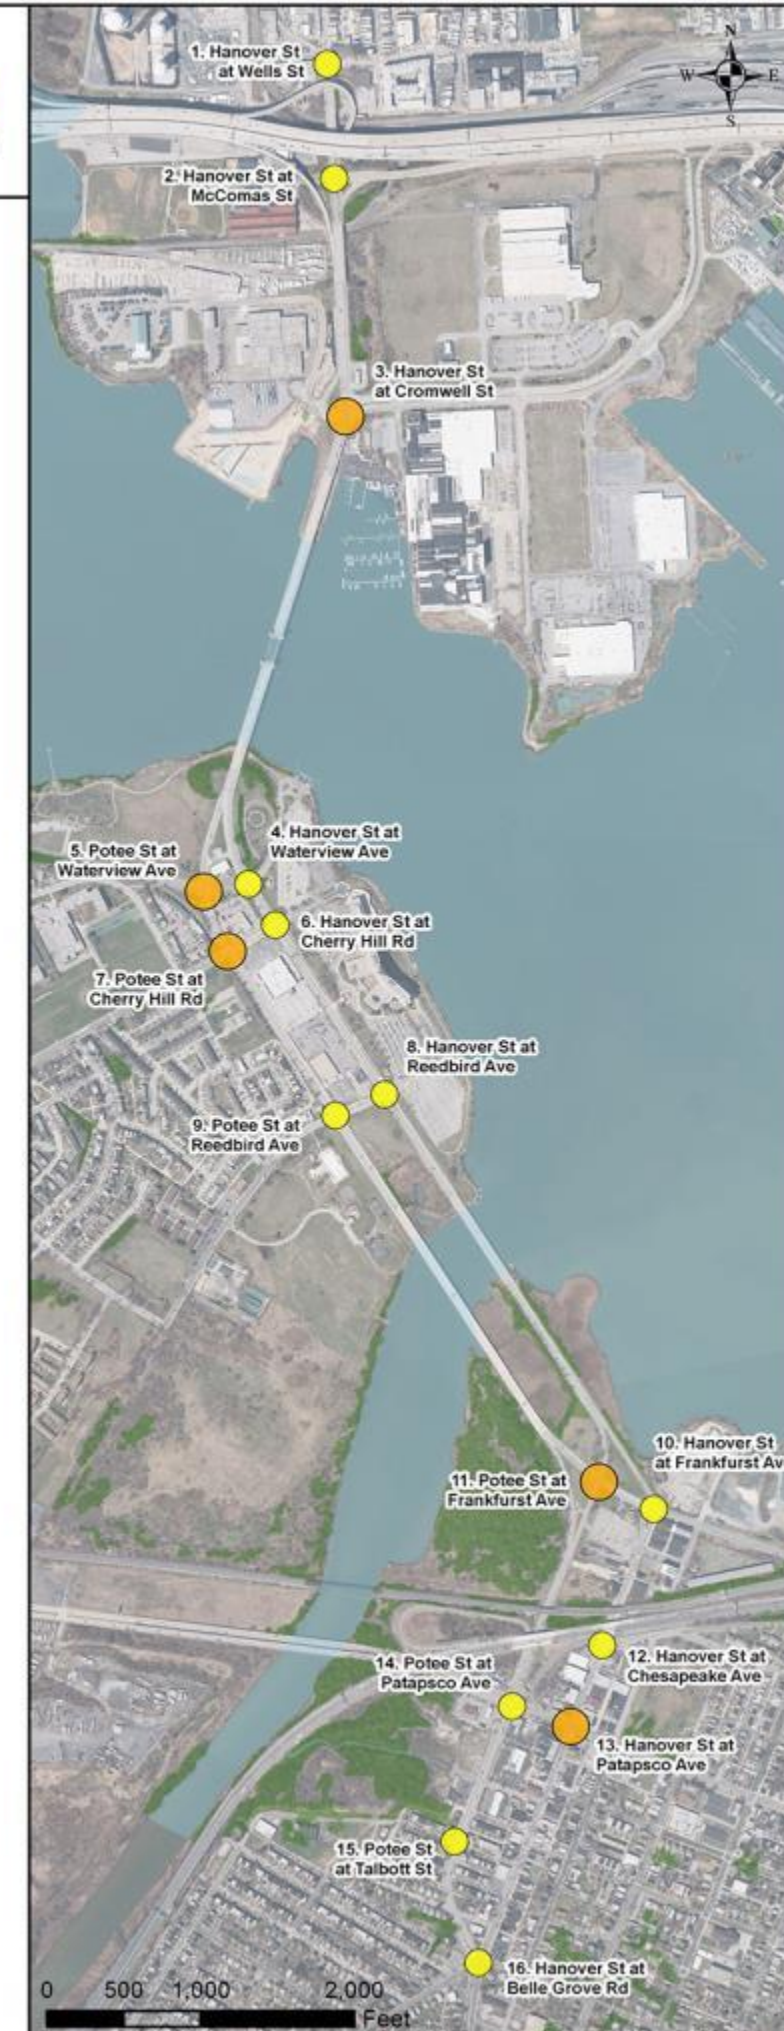 1. Hanover St
at Wells St
N
W
E
S
2. Hanover St at
McComas St
3. Hanover St
at Cromwell St
4. Hanover St at
Waterview Ave
5. Potee St at
Waterview Ave
6. Hanover St at
Cherry Hill Rd
7. Potee St at
Cherry Hill Rd
8. Hanover St at
Reedbird Ave
9. Potee St at
Reedbird Ave
10. Hanover St
at Frankfurst Av
11. Potee St at
Frankfurst Ave
12. Hanover St at
Chesapeake Ave
14. Potee St at
Patapsco Ave
13. Hanover St at
Patapsco Ave
15. Potee St
at Talbott St
16. Hanover St at
Belle Grove Rd
0 500 1,000 2,000
Feet